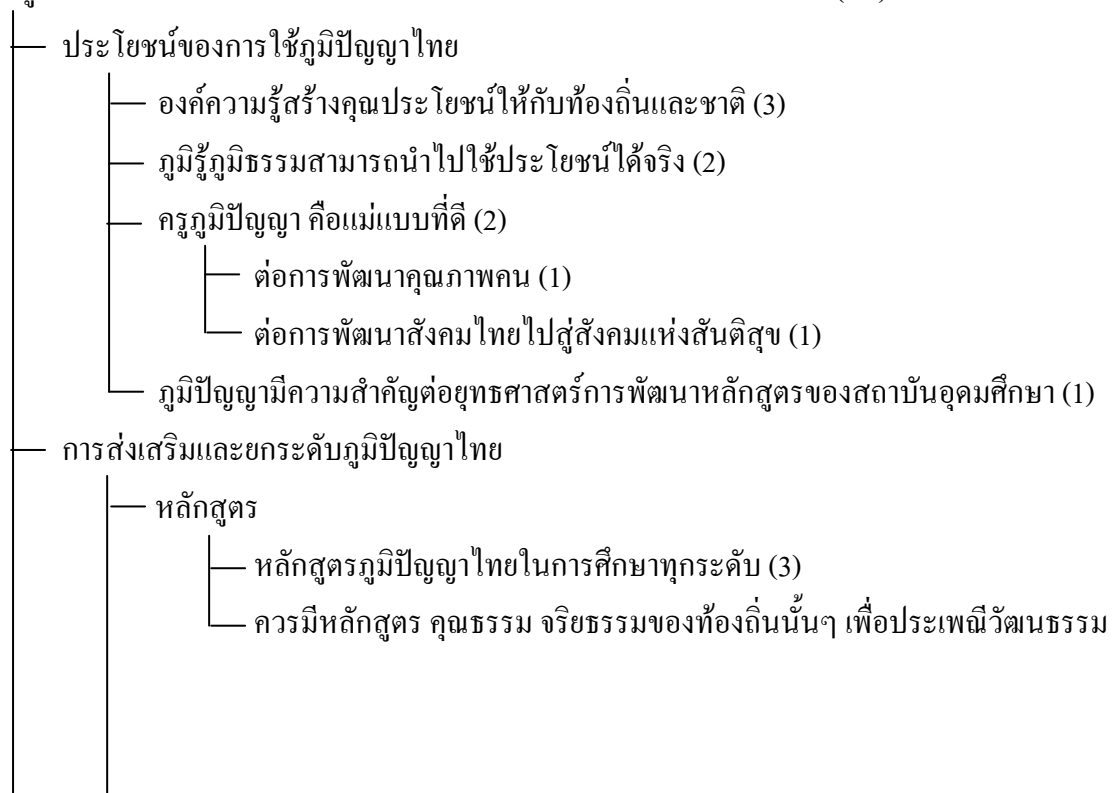 ประโยชน์ของการใช้ภูมิปัญญาไทย
องค์ความรู้สร้างคุณประโยชน์ให้กับท้องถิ่นและชาติ (3)
ภูมิรู้ภูมิธรรมสามารถนำไปใช้ประโยชน์ได้จริง (2)
ครูภูมิปัญญา คือแม่แบบที่ดี (2)
ต่อการพัฒนาคุณภาพคน (1)
ต่อการพัฒนาสังคมไทยไปสู่สังคมแห่งสันติสุข (1)
ภูมิปัญญามีความสำคัญต่อยุทธศาสตร์การพัฒนาหลักสูตรของสถาบันอุดมศึกษา (1)
การส่งเสริมและยกระดับภูมิปัญญาไทย
หลักสูตร
หลักสูตรภูมิปัญญาไทยในการศึกษาทุกระดับ (3)
ควรมีหลักสูตร คุณธรรม จริยธรรมของท้องถิ่นนั้นๆ เพื่อประเพณีวัฒนธรรม